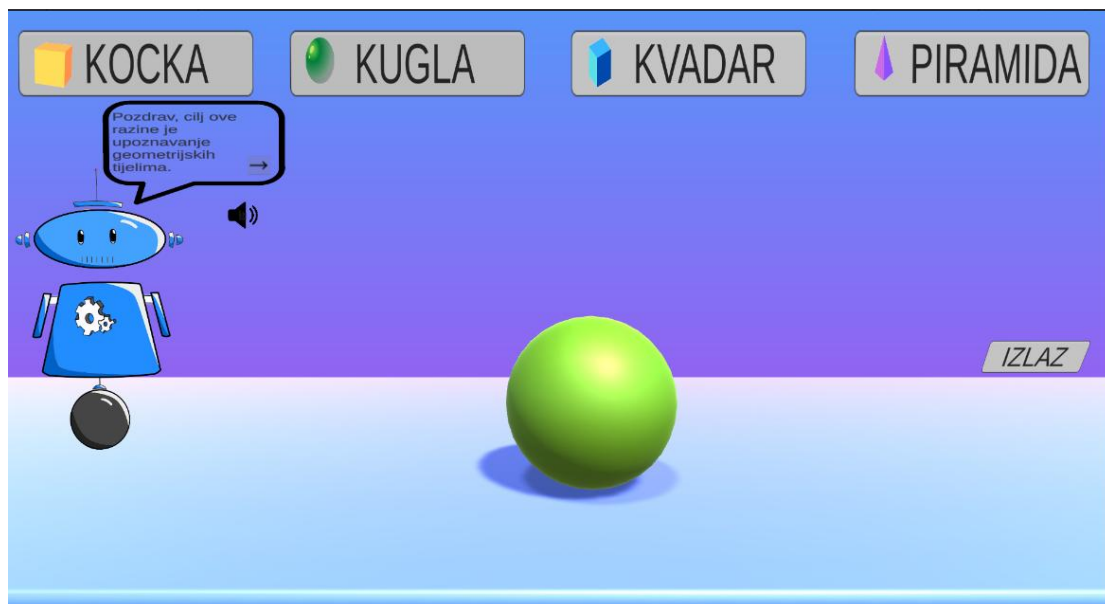 KOCKA
KUGLA
KVADAR
PIRAMIDA
Pozdrav, cilj ove
razine je
upoznavanje
geometrijskih
tijelima.
IZLAZ